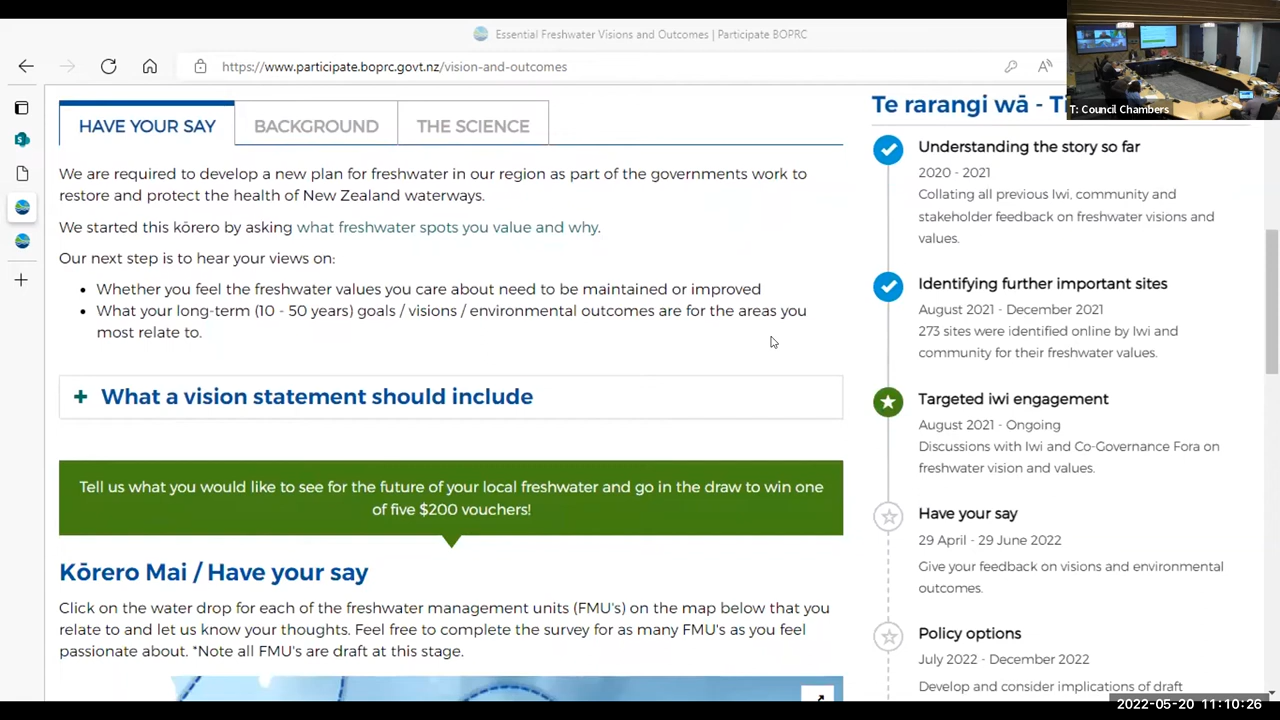 Essential Freshwater Visions and Outcomes | Participate BOPRC
https://www.participate.boprc.govt.nz/vision-and-outcomes
T: Council Chambers
HAVE YOUR SAY
BACKGROUND
THE SCIENCE
We are required to develop a new plan for freshwater in our region as part of the governments work to
restore and protect the health of New Zealand waterways.
We started this kōrero by asking what freshwater spots you value and why.
Our next step is to hear your views on:
• Whether you feel the freshwater values you care about need to be maintained or improved
• What your long-term (10 - 50 years) goals / visions / environmental outcomes are for the areas you
most relate to.
+ What a vision statement should include
Tell us what you would like to see for the future of your local freshwater and go in the draw to win one
of five $200 vouchers!
Kōrero Mai / Have your say
Click on the water drop for each of the freshwater management units (FMU's) on the map below that you
relate to and let us know your thoughts. Feel free to complete the survey for as many FMU's as you feel
passionate about. *Note all FMU's are draft at this stage.
Te rarangi wā -
Understanding the story so far
2020 - 2021
Collating all previous Iwi, community and
stakeholder feedback on freshwater visions and
values.
Identifying further important sites
August 2021 - December 2021
273 sites were identified online by Iwi and
community for their freshwater values.
Targeted iwi engagement
August 2021 - Ongoing
Discussions with Iwi and Co-Governance Fora on
freshwater vision and values.
Have your say
29 April - 29 June 2022
Give your feedback on visions and environmental
outcomes.
Policy options
July 2022 - December 2022
Develop and consider implications of draft
2022-05-20 11:10:26